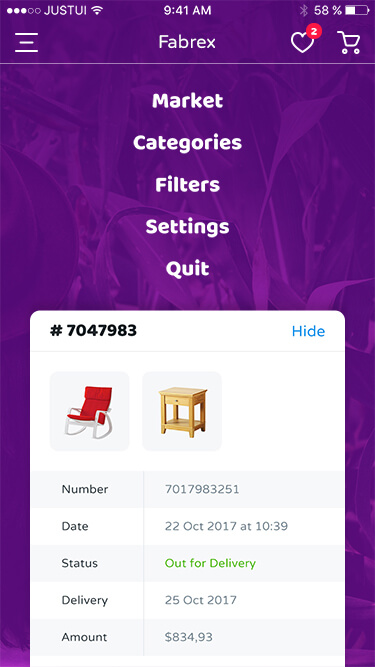 JUSTUI 9:41 AM 58 %
Fabrex 2
Market
Categories
Filters
Settings
Quit
# 7047983 Hide
Number 7017983251
Date 22 Oct 2017 at 10:39
Status Out for Delivery
Delivery 25 Oct 2017
Amount $834,93